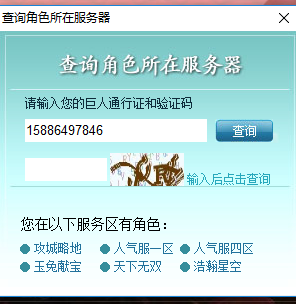 查询角色所在服务器
查询角色所在服务器
请输入您的巨人通行证和验证码
15886497846 查询
输入后点击查询
您在以下服务区有角色：
攻城略地 人气服一区 人气服四区
玉兔献宝 天下无双 浩瀚星空